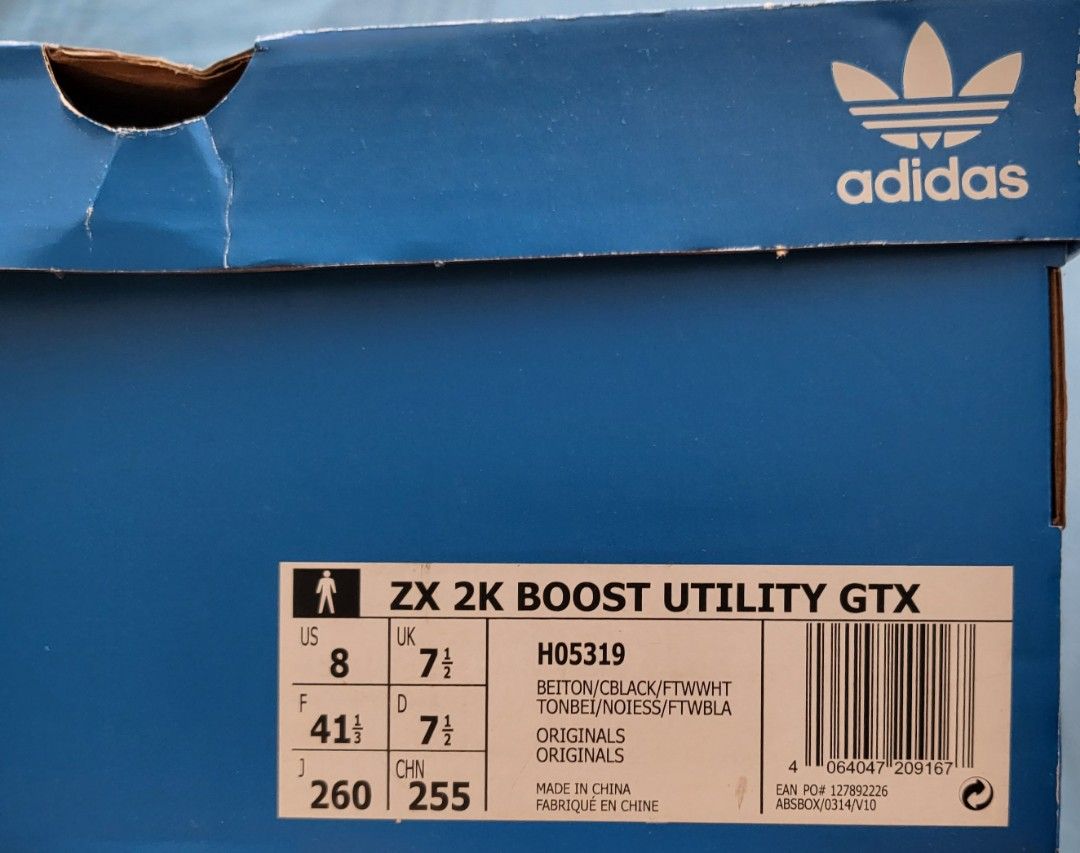 adidas
ZX 2K BOOST UTILITY GTX
US 8
UK 7½
F 41⅓
D 7½
J 260
CHN 255
H05319
BEITON/CBLACK/FTWWHT
TONBEI/NOIESS/FTWBLA
ORIGINALS
ORIGINALS
MADE IN CHINA
FABRIQUÉ EN CHINE
4 064047 209167
EAN PO# 127892226
ABSBOX/0314/V10